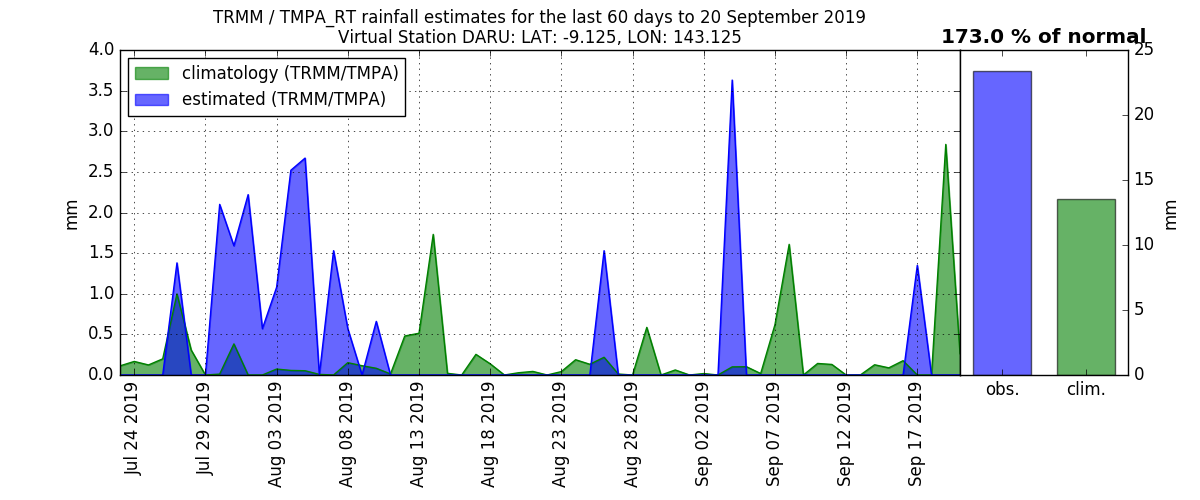 TRMM / TMPA_RT rainfall estimates for the last 60 days to 20 September 2019
Virtual Station DARU: LAT: -9.125, LON: 143.125
173.0 % of normal
climatology (TRMM/TMPA)
estimated (TRMM/TMPA)
4.0
3.5
3.0
2.5
2.0
1.5
1.0
0.5
0.0
mm
Jul 24 2019
Jul 29 2019
Aug 03 2019
Aug 08 2019
Aug 13 2019
Aug 18 2019
Aug 23 2019
Aug 28 2019
Sep 02 2019
Sep 07 2019
Sep 12 2019
Sep 17 2019
25
20
15
10
5
0
mm
obs.
clim.